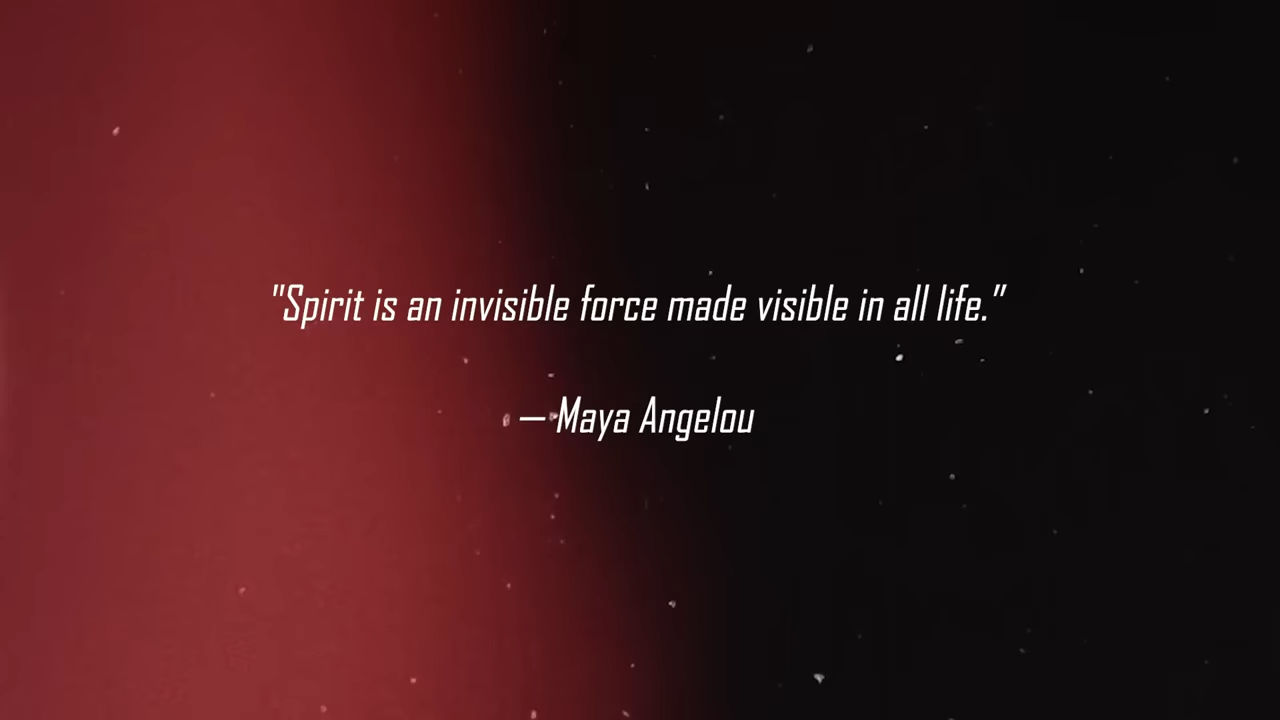 "Spirit is an invisible force made visible in all life."
— Maya Angelou